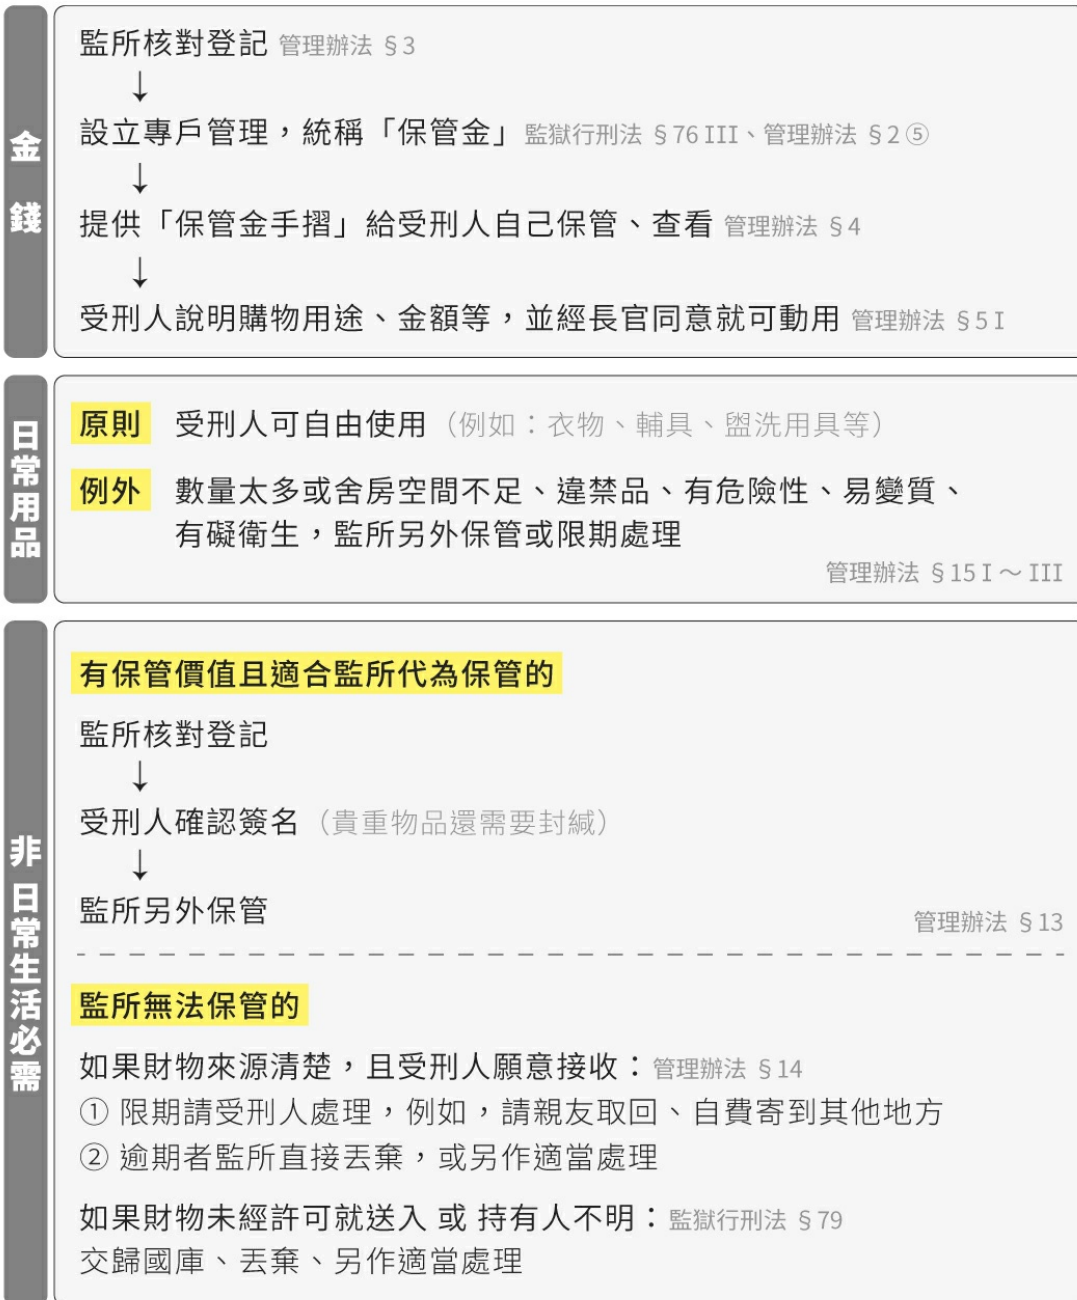 金錢
監所核對登記 管理辦法 §3
↓
設立專戶管理，統稱「保管金」 監獄行刑法 §76 III、管理辦法 §2 ⑤
↓
提供「保管金手摺」給受刑人自己保管、查看 管理辦法 §4
↓
受刑人說明購物用途、金額等，並經長官同意就可動用 管理辦法 §5 I
日常用品
原則 受刑人可自由使用（例如：衣物、輔具、盥洗用具等）
例外 數量太多或舍房空間不足、違禁品、有危險性、易變質、
有礙衛生，監所另外保管或限期處理
管理辦法 §15 I～III
非日常生活必需
有保管價值且適合監所代為保管的
監所核對登記
↓
受刑人確認簽名（貴重物品還需要封緘）
↓
監所另外保管
管理辦法 §13
監所無法保管的
如果財物來源清楚，且受刑人願意接收：管理辦法 §14
① 限期請受刑人處理，例如，請親友取回、自費寄到其他地方
② 逾期者監所直接丟棄，或另作適當處理
如果財物未經許可就送入 或 持有人不明：監獄行刑法 §79
交歸國庫、丟棄、另作適當處理